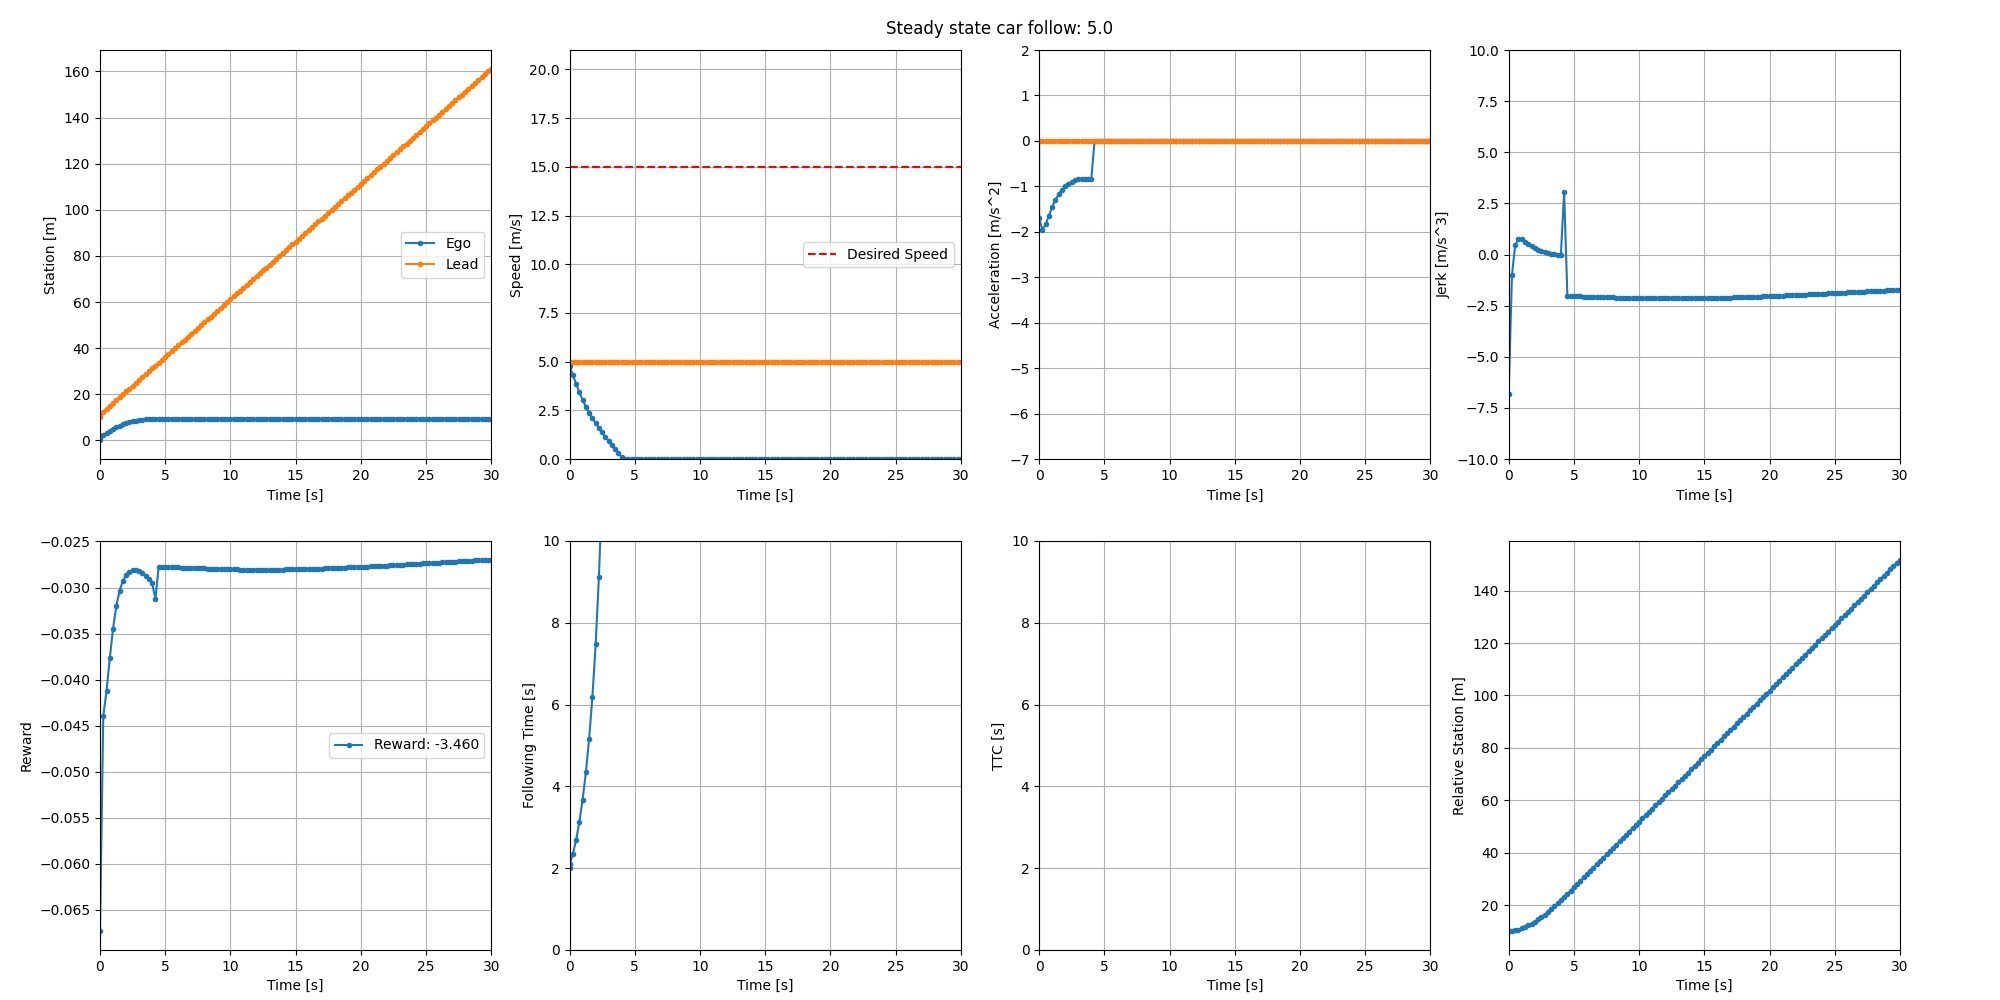 Steady state car follow: 5.0
160
140
120
100
80
60
40
20
0
Station [m]
Ego
Lead
0 5 10 15 20 25 30
Time [s]
20.0
17.5
15.0
12.5
10.0
7.5
5.0
2.5
0.0
Speed [m/s]
Desired Speed
0 5 10 15 20 25 30
Time [s]
2
1
0
−1
−2
−3
−4
−5
−6
−7
Acceleration [m/s^2]
0 5 10 15 20 25 30
Time [s]
10.0
7.5
5.0
2.5
0.0
−2.5
−5.0
−7.5
−10.0
Jerk [m/s^3]
0 5 10 15 20 25 30
Time [s]
−0.025
−0.030
−0.035
−0.040
−0.045
−0.050
−0.055
−0.060
−0.065
Reward
Reward: -3.460
0 5 10 15 20 25 30
Time [s]
10
8
6
4
2
0
Following Time [s]
0 5 10 15 20 25 30
Time [s]
10
8
6
4
2
0
TTC [s]
0 5 10 15 20 25 30
Time [s]
140
120
100
80
60
40
20
Relative Station [m]
0 5 10 15 20 25 30
Time [s]